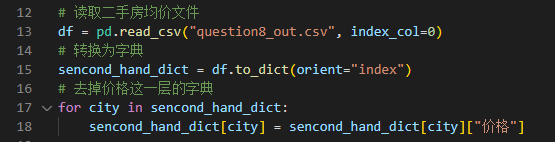 12 # 读取二手房均价文件
13 df = pd.read_csv("question8_out.csv", index_col=0)
14 # 转换为字典
15 sencond_hand_dict = df.to_dict(orient="index")
16 # 去掉价格这一层的字典
17 for city in sencond_hand_dict:
18     sencond_hand_dict[city] = sencond_hand_dict[city]["价格"]